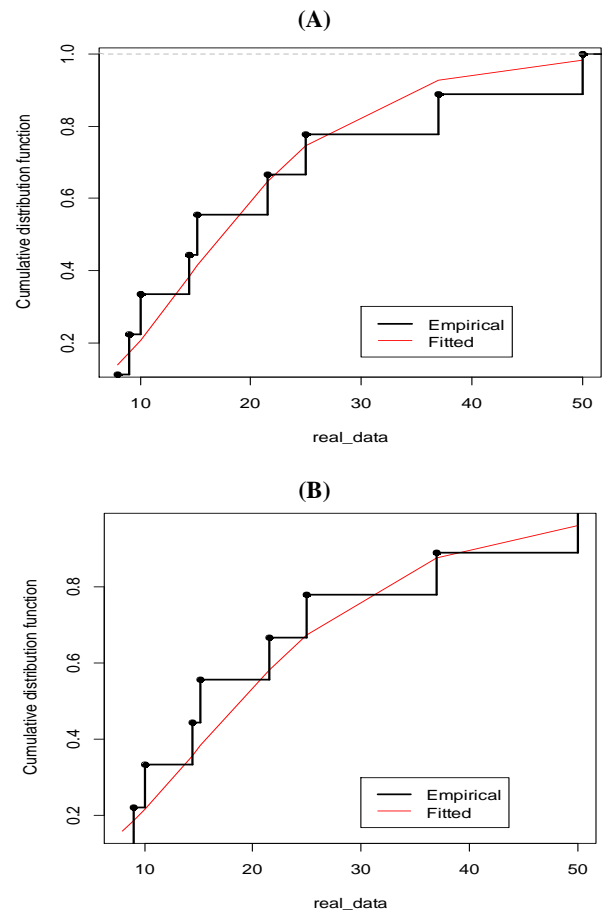 (A)
Cumulative distribution function
1.0
0.8
0.6
0.4
0.2
Empirical
Fitted
10 20 30 40 50
real_data
(B)
Cumulative distribution function
0.8
0.6
0.4
0.2
Empirical
Fitted
10 20 30 40 50
real_data